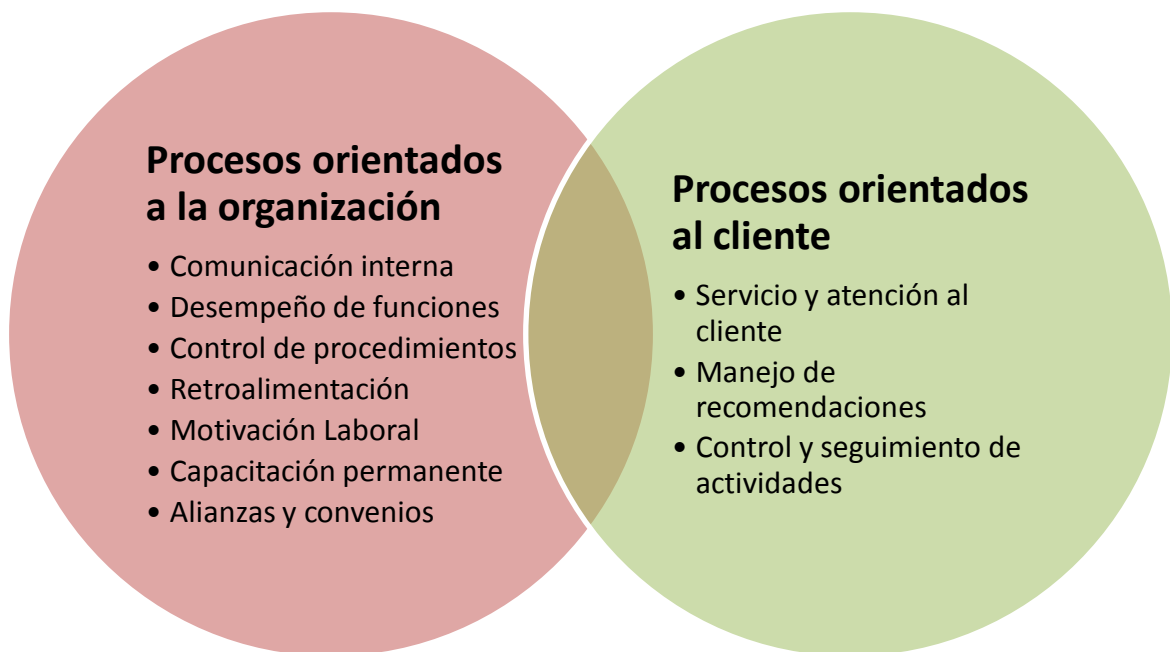 Procesos orientados
a la organización
• Comunicación interna
• Desempeño de funciones
• Control de procedimientos
• Retroalimentación
• Motivación Laboral
• Capacitación permanente
• Alianzas y convenios
Procesos orientados
al cliente
• Servicio y atención al
cliente
• Manejo de
recomendaciones
• Control y seguimiento de
actividades